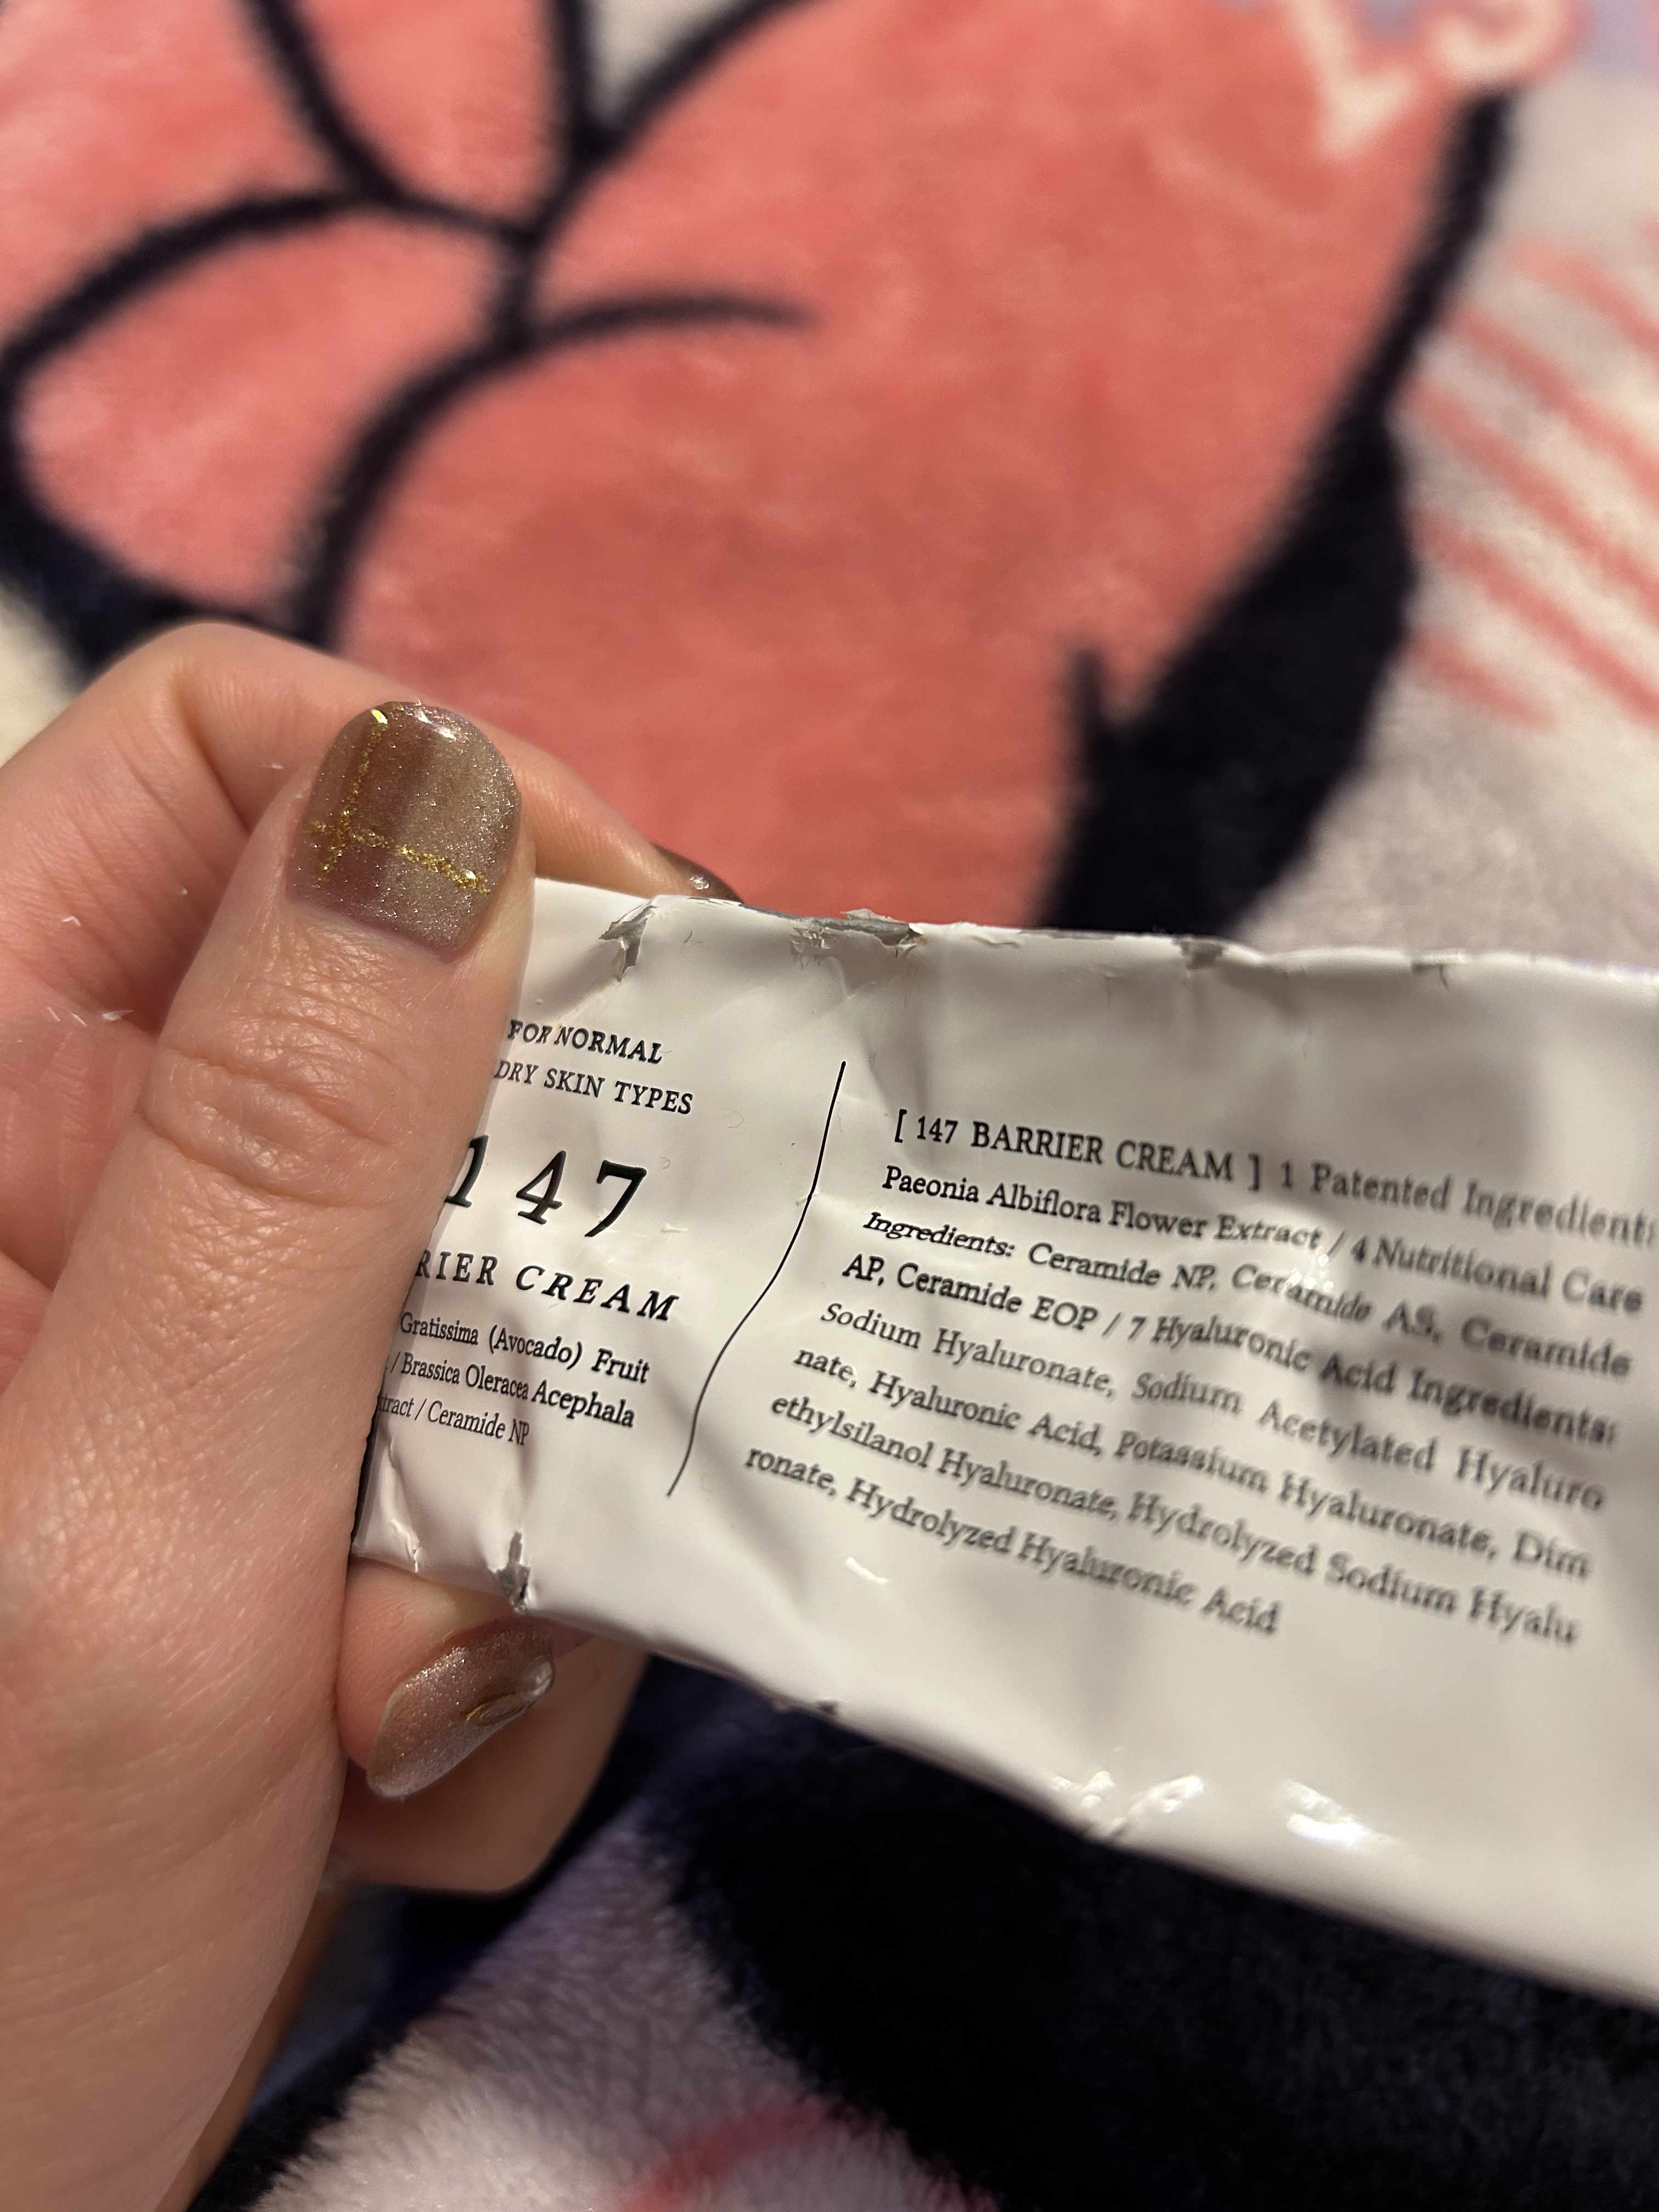 FOR NORMAL
DRY SKIN TYPES
147
RIER CREAM
Gratissima (Avocado) Fruit
/ Brassica Oleracea Acephala
tract / Ceramide NP
[ 147 BARRIER CREAM ] 1 Patented Ingredients
Paeonia Albiflora Flower Extract / 4 Nutritional Care
Ingredients: Ceramide NP, Ceramide AS, Ceramide
AP, Ceramide EOP / 7 Hyaluronic Acid Ingredients:
Sodium Hyaluronate, Sodium Acetylated Hyaluro
nate, Hyaluronic Acid, Potassium Hyaluronate, Dim
ethylsilanol Hyaluronate, Hydrolyzed Sodium Hyalu
ronate, Hydrolyzed Hyaluronic Acid